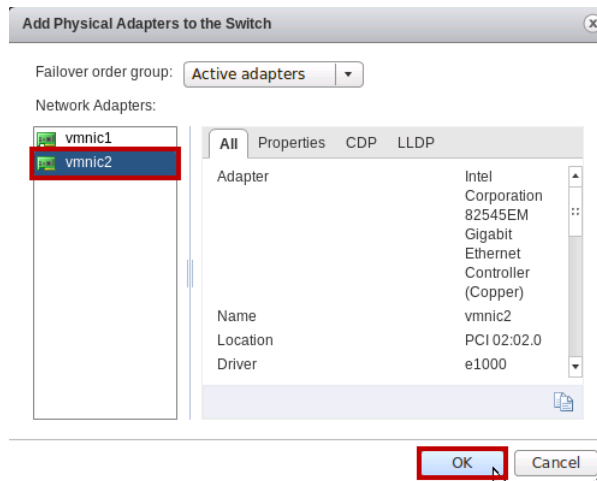 Add Physical Adapters to the Switch
Failover order group: Active adapters
Network Adapters:
vmnic1
vmnic2
All Properties CDP LLDP
Adapter Intel
Corporation
82545EM
Gigabit
Ethernet
Controller
(Copper)
Name vmnic2
Location PCI 02:02.0
Driver e1000
OK Cancel